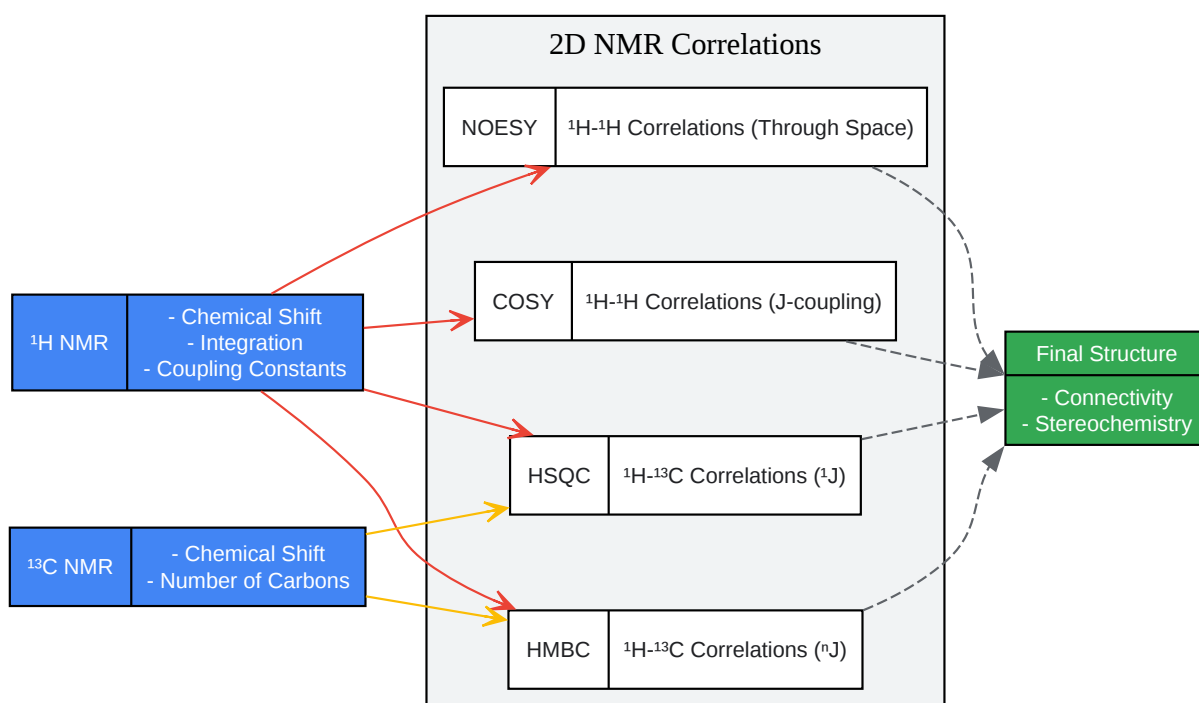 2D NMR Correlations
NOESY
¹H-¹H Correlations (Through Space)
COSY
¹H-¹H Correlations (J-coupling)
¹H NMR
- Chemical Shift
- Integration
- Coupling Constants
Final Structure
- Connectivity
- Stereochemistry
HSQC
¹H-¹³C Correlations (¹J)
¹³C NMR
- Chemical Shift
- Number of Carbons
HMBC
¹H-¹³C Correlations (ⁿJ)